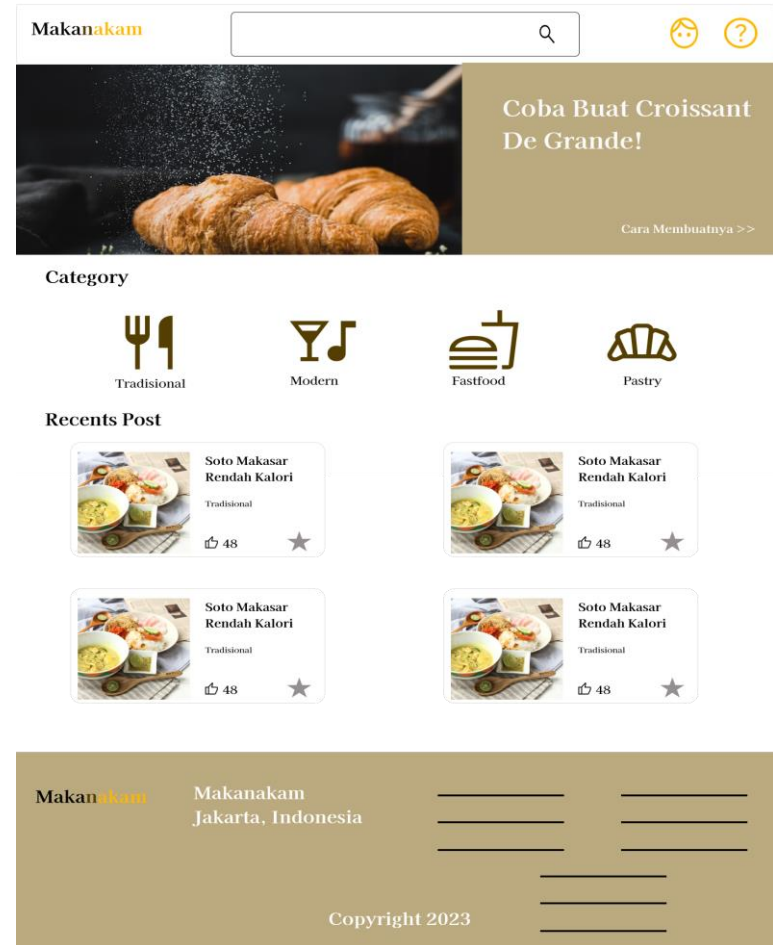 Makanakam
Coba Buat Croissant
De Grande!
Cara Membuatnya >>
Category
Tradisional
Modern
Fastfood
Pastry
Recents Post
Soto Makasar
Rendah Kalori
Tradisional
48
Soto Makasar
Rendah Kalori
Tradisional
48
Soto Makasar
Rendah Kalori
Tradisional
48
Soto Makasar
Rendah Kalori
Tradisional
48
Makanakam
Makanakam
Jakarta, Indonesia
Copyright 2023